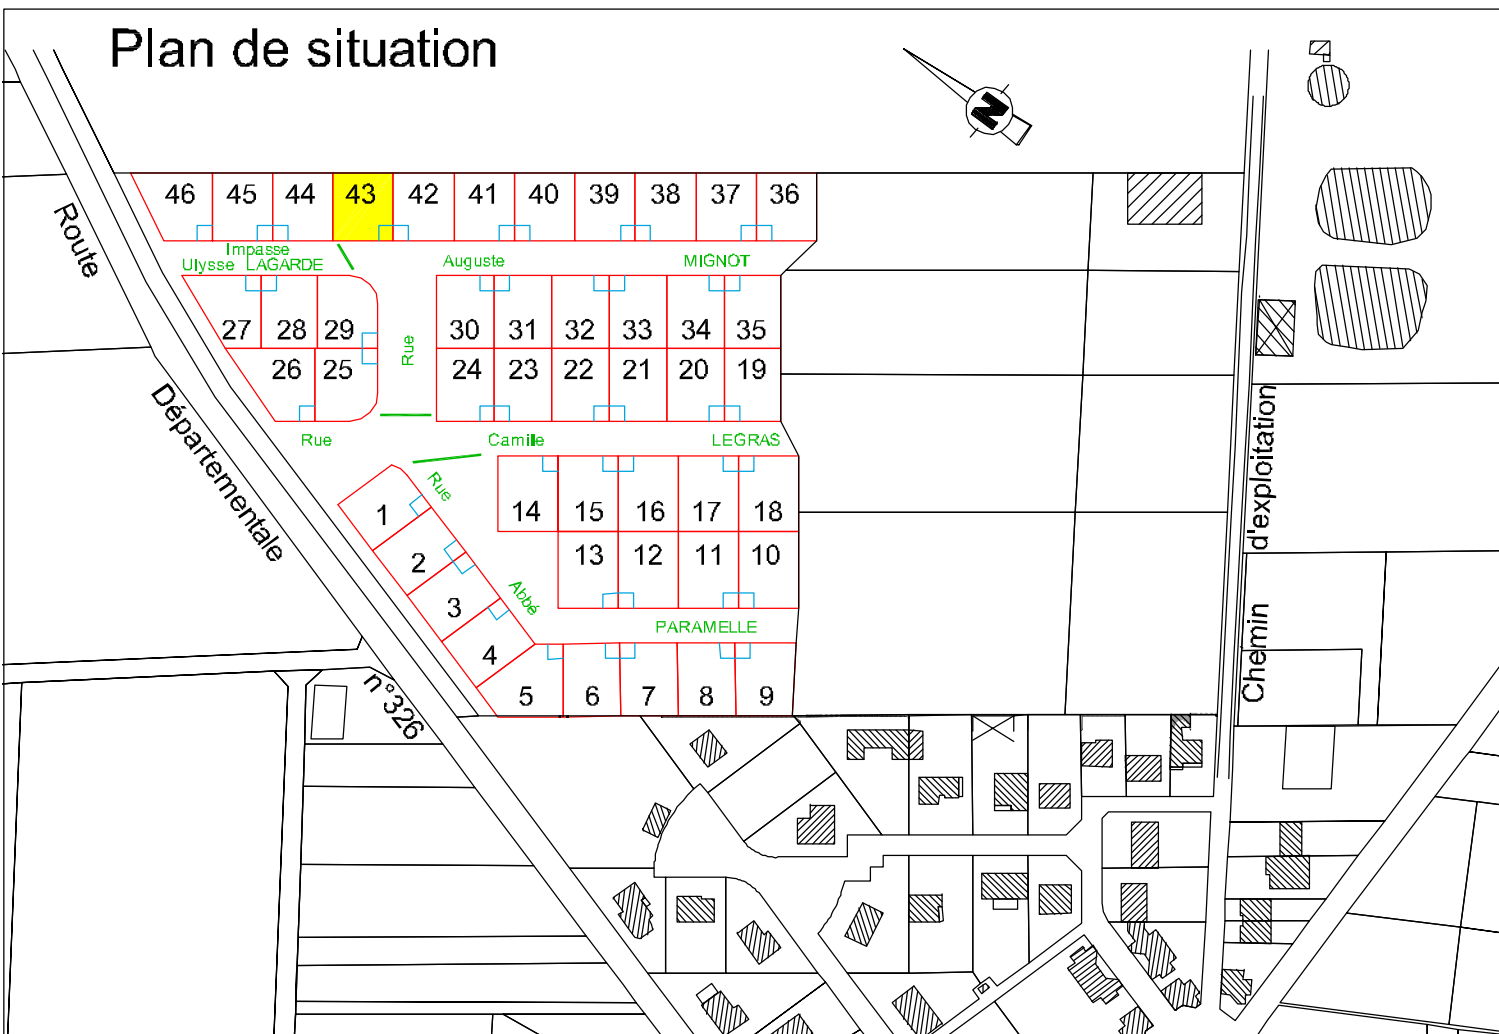 Plan de situation
N
46 45 44 43 42 41 40 39 38 37 36
Route
Impasse
Ulysse LAGARDE
Auguste MIGNOT
27 28 29 30 31 32 33 34 35
Rue
26 25 24 23 22 21 20 19
Départementale
d'exploitation
Rue Camille LEGRAS
Rue
1 14 15 16 17 18
2 13 12 11 10
3
Abbé
PARAMELLE
4
Chemin
5 6 7 8 9
n°326